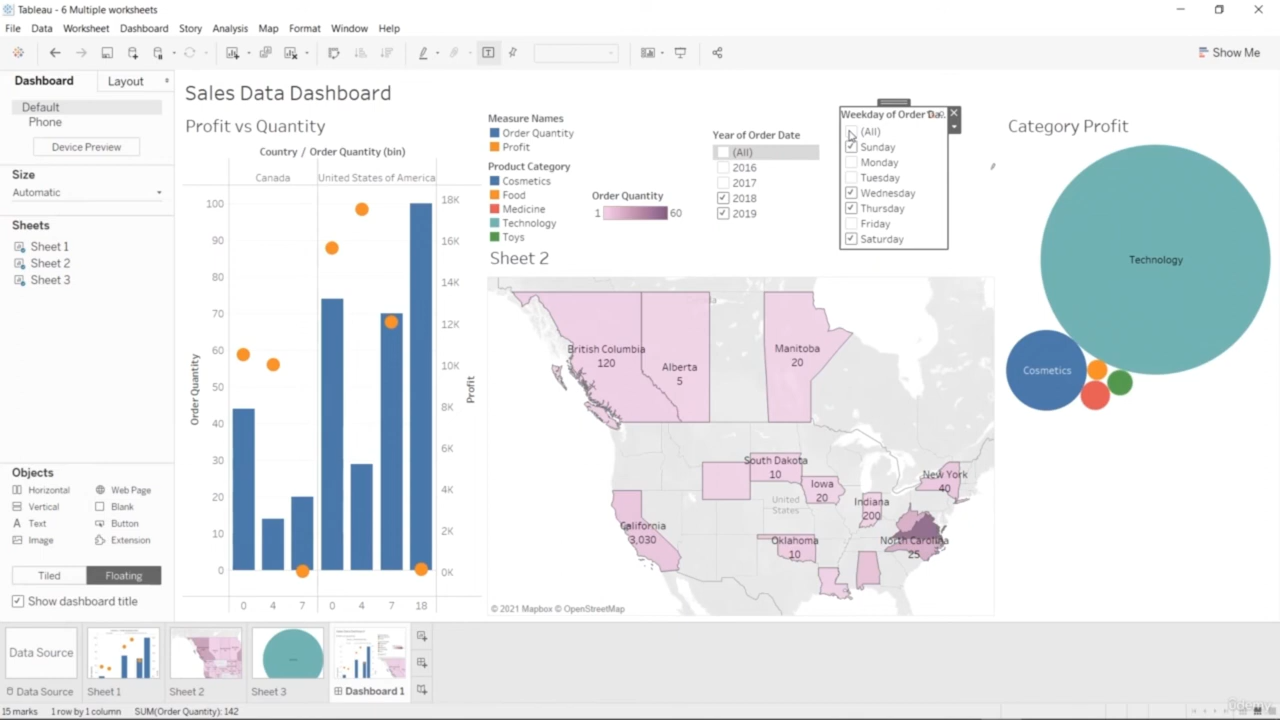 Tableau - 6 Multiple worksheets
File Data Worksheet Dashboard Story Analysis Map Format Window Help
Show Me
Dashboard Layout
Default
Phone
Device Preview
Size
Automatic
Sheets
Sheet 1
Sheet 2
Sheet 3
Objects
Horizontal Web Page
Vertical Blank
Text Button
Image Extension
Tiled Floating
Show dashboard title
Sales Data Dashboard
Profit vs Quantity
Country / Order Quantity (bin)
Canada United States of America
Order Quantity
100
90
80
70
60
50
40
30
20
10
0
18K
16K
14K
12K
10K
8K
6K
4K
2K
0K
Profit
0 4 7 0 4 7 18
Measure Names
Order Quantity
Profit
Product Category
Cosmetics
Food
Medicine
Technology
Toys
Order Quantity
1 60
Year of Order Date
(All)
2016
2017
2018
2019
Weekday of Order Da..
(All)
Sunday
Monday
Tuesday
Wednesday
Thursday
Friday
Saturday
Sheet 2
Canada
British Columbia
120
Alberta
5
Manitoba
20
South Dakota
10
Iowa
20
New York
40
Indiana
200
United
States
California
3,030
Oklahoma
10
North Carolina
25
© 2021 Mapbox © OpenStreetMap
Category Profit
Technology
Cosmetics
Data Source
Data Source Sheet 1 Sheet 2 Sheet 3 Dashboard 1
15 marks 1 row by 1 column SUM(Order Quantity): 142
Udemy